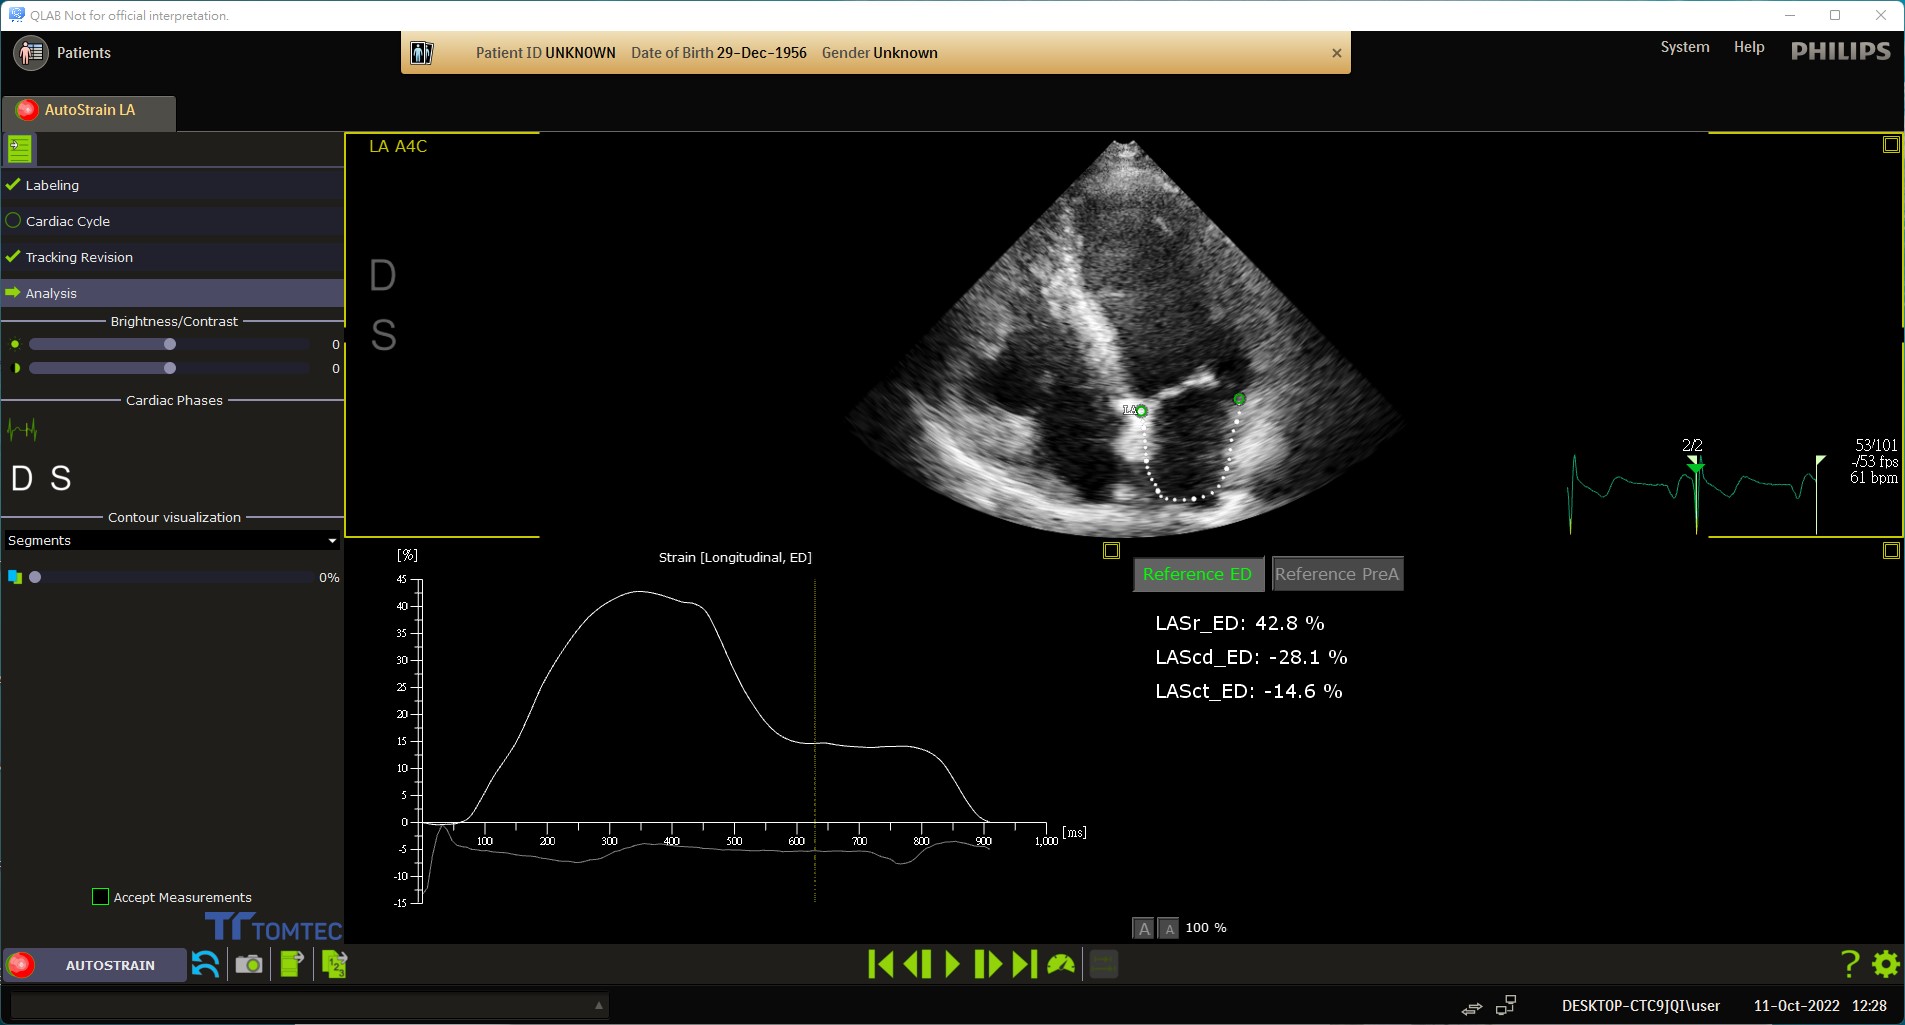 QLAB Not for official interpretation.
Patients
Patient ID UNKNOWN Date of Birth 29-Dec-1956 Gender Unknown
System Help PHILIPS
AutoStrain LA
LA A4C
Labeling
Cardiac Cycle
Tracking Revision
Analysis
Brightness/Contrast
0
0
Cardiac Phases
D S
Contour visualization
Segments
0%
Accept Measurements
TOMTEC
D
S
LA
2/2
53/101
-/53 fps
61 bpm
[%]
Strain [Longitudinal, ED]
45
40
35
30
25
20
15
10
5
0
-5
-10
-15
100 200 300 400 500 600 700 800 900 1,000 [ms]
Reference ED Reference PreA
LASr_ED: 42.8 %
LAScd_ED: -28.1 %
LASct_ED: -14.6 %
A A 100 %
AUTOSTRAIN
123
?
DESKTOP-CTC9JQI\user 11-Oct-2022 12:28